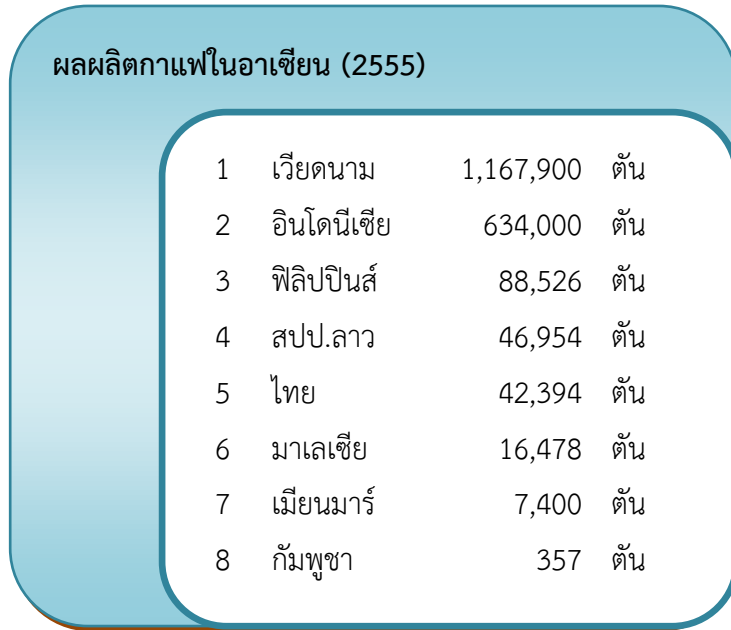 ผลผลิตกาแฟในอาเซียน (2555)
1 เวียดนาม 1,167,900 ตัน
2 อินโดนีเซีย 634,000 ตัน
3 ฟิลิปปินส์ 88,526 ตัน
4 สปป.ลาว 46,954 ตัน
5 ไทย 42,394 ตัน
6 มาเลเซีย 16,478 ตัน
7 เมียนมาร์ 7,400 ตัน
8 กัมพูชา 357 ตัน